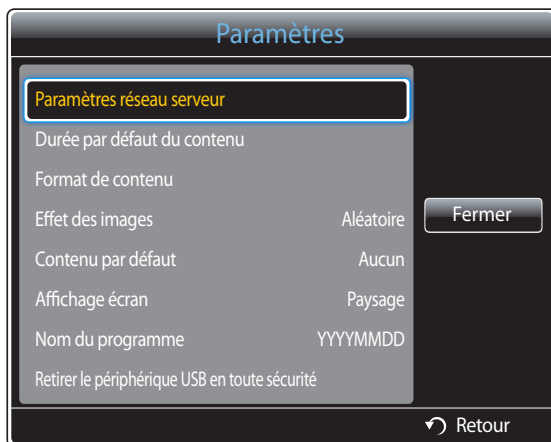 Paramètres
Paramètres réseau serveur
Durée par défaut du contenu
Format de contenu
Effet des images Aléatoire
Contenu par défaut Aucun
Affichage écran Paysage
Nom du programme YYYYMMDD
Retirer le périphérique USB en toute sécurité
Fermer
Retour